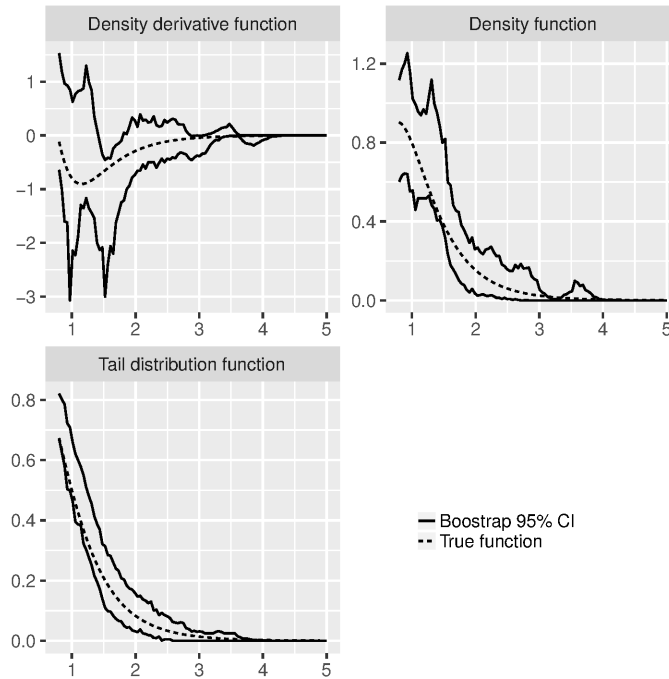 Density derivative function
Density function
1
0
−1
−2
−3
1 2 3 4 5
1.2
0.8
0.4
0.0
1 2 3 4 5
Tail distribution function
0.8
0.6
0.4
0.2
0.0
1 2 3 4 5
Boostrap 95% CI
True function